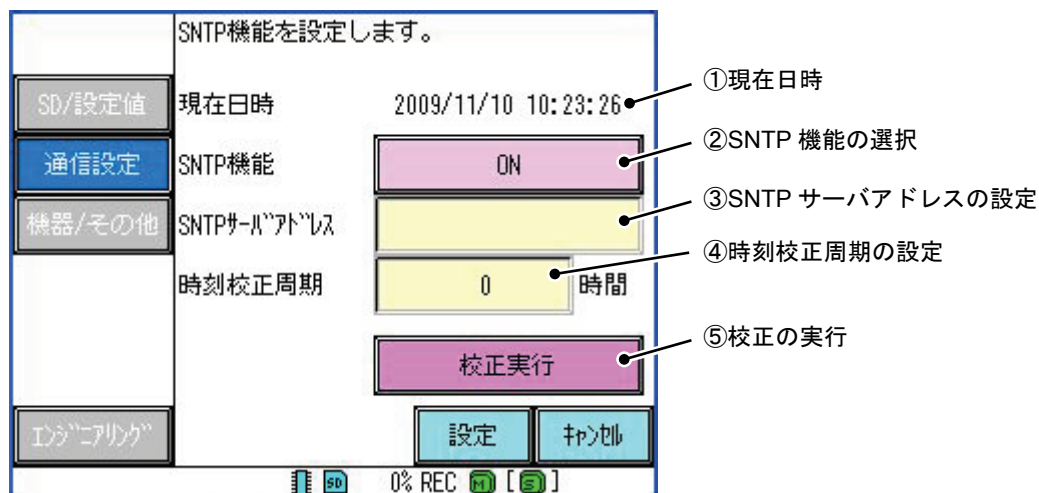 SNTP機能を設定します。
SD/設定値
現在日時 2009/11/10 10:23:26
①現在日時
通信設定
SNTP機能 ON
②SNTP 機能の選択
機器/その他
SNTPｻｰﾊﾞｱﾄﾞﾚｽ
③SNTP サーバアドレスの設定
時刻校正周期 0 時間
④時刻校正周期の設定
校正実行
⑤校正の実行
ｴﾝｼﾞﾆｱﾘﾝｸﾞ
設定 ｷｬﾝｾﾙ
SD 0% REC M [S]